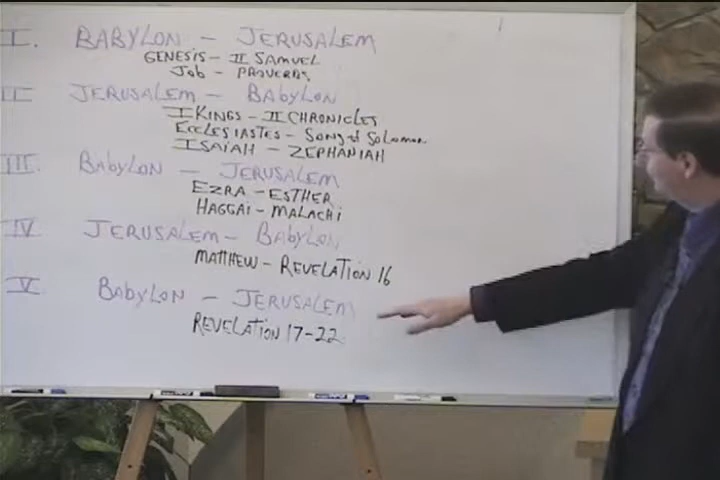 I. BABYLON - JERUSALEM
GENESIS - II SAMUEL
Job - PROVERBS
II JERUSALEM - BABYLON
I KINGS - II CHRONICLES
ECCLESIASTES - SONG of Solomon
ISAIAH - ZEPHANIAH
III. BABYLON - JERUSALEM
EZRA - ESTHER
HAGGAI - MALACHI
IV JERUSALEM - BABYLON
MATTHEW - REVELATION 16
V BABYLON - JERUSALEM
REVELATION 17-22